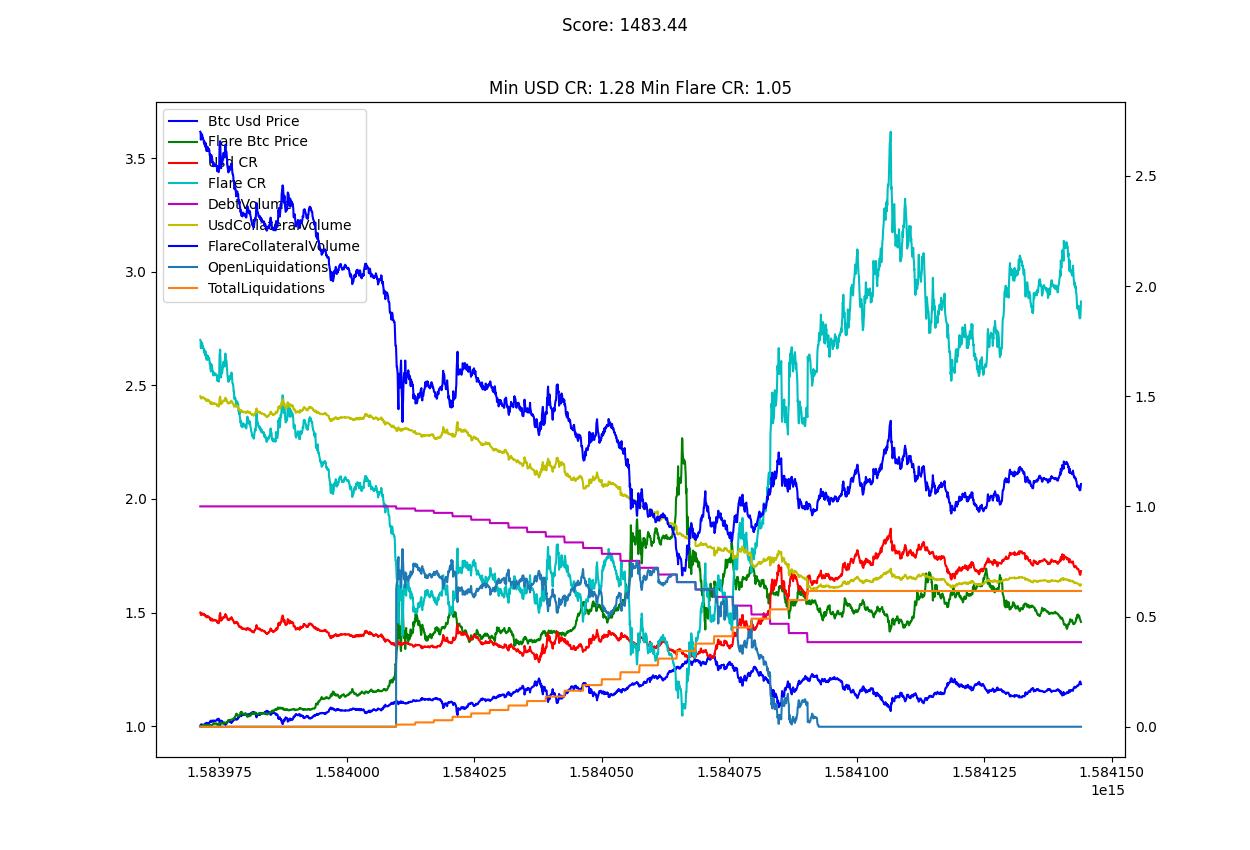 Score: 1483.44
Min USD CR: 1.28 Min Flare CR: 1.05
Btc Usd Price
Flare Btc Price
Usd CR
Flare CR
DebtVolume
UsdCollateralVolume
FlareCollateralVolume
OpenLiquidations
TotalLiquidations
3.5
3.0
2.5
2.0
1.5
1.0
2.5
2.0
1.5
1.0
0.5
0.0
1.583975 1.584000 1.584025 1.584050 1.584075 1.584100 1.584125 1.584150
1e15